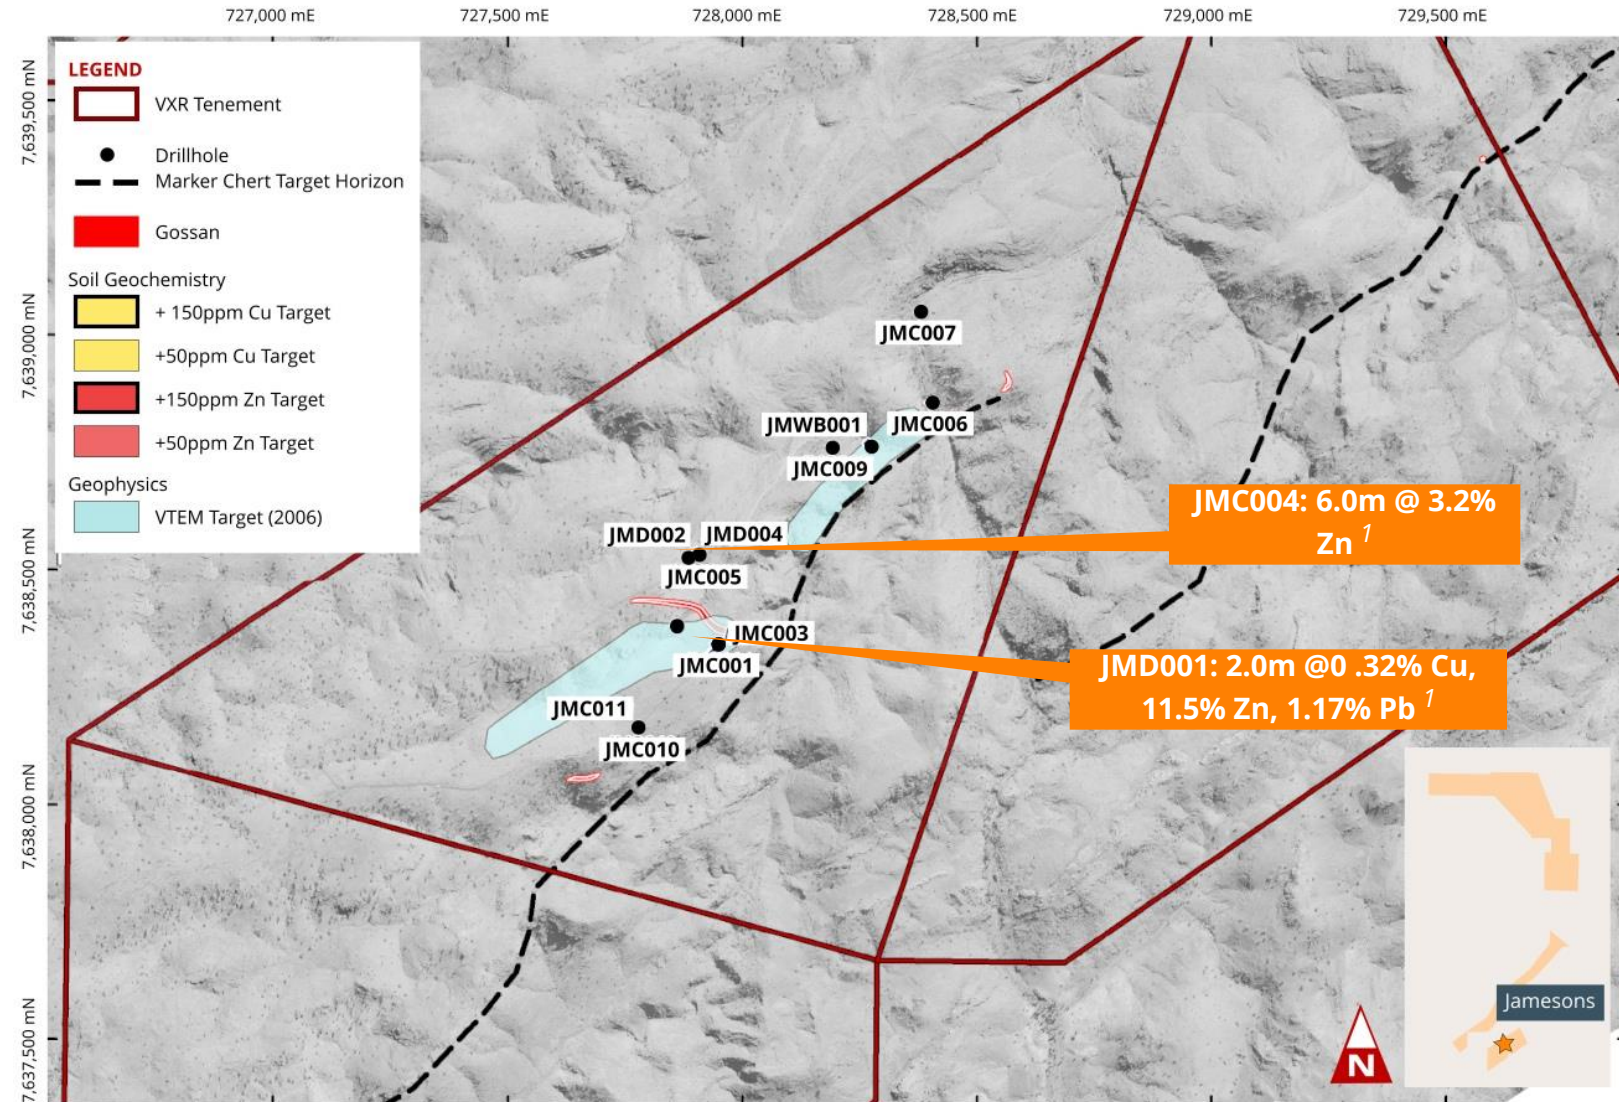 727,000 mE
727,500 mE
728,000 mE
728,500 mE
729,000 mE
729,500 mE
7,639,500 mN
7,639,000 mN
7,638,500 mN
7,638,000 mN
7,637,500 mN
LEGEND
VXR Tenement
Drillhole
Marker Chert Target Horizon
Gossan
Soil Geochemistry
+ 150ppm Cu Target
+50ppm Cu Target
+150ppm Zn Target
+50ppm Zn Target
Geophysics
VTEM Target (2006)
JMC007
JMWB001
JMC006
JMC009
JMD002
JMD004
JMC005
JMC003
JMC001
JMC011
JMC010
JMC004: 6.0m @ 3.2%
Zn 1
JMD001: 2.0m @0 .32% Cu,
11.5% Zn, 1.17% Pb 1
Jamesons
N